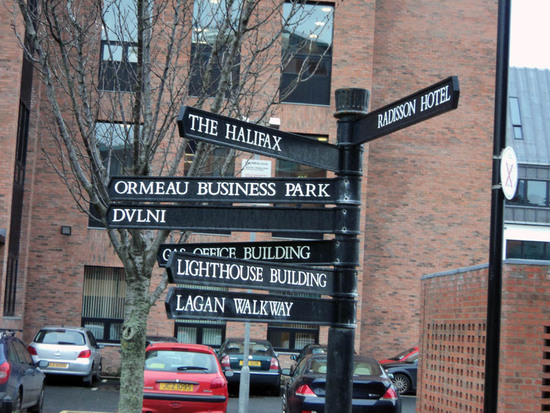 THE HALIFAX
RADISSON HOTEL
ORMEAU BUSINESS PARK
DVLNI
GAS OFFICE BUILDING
LIGHTHOUSE BUILDING
LAGAN WALKWAY